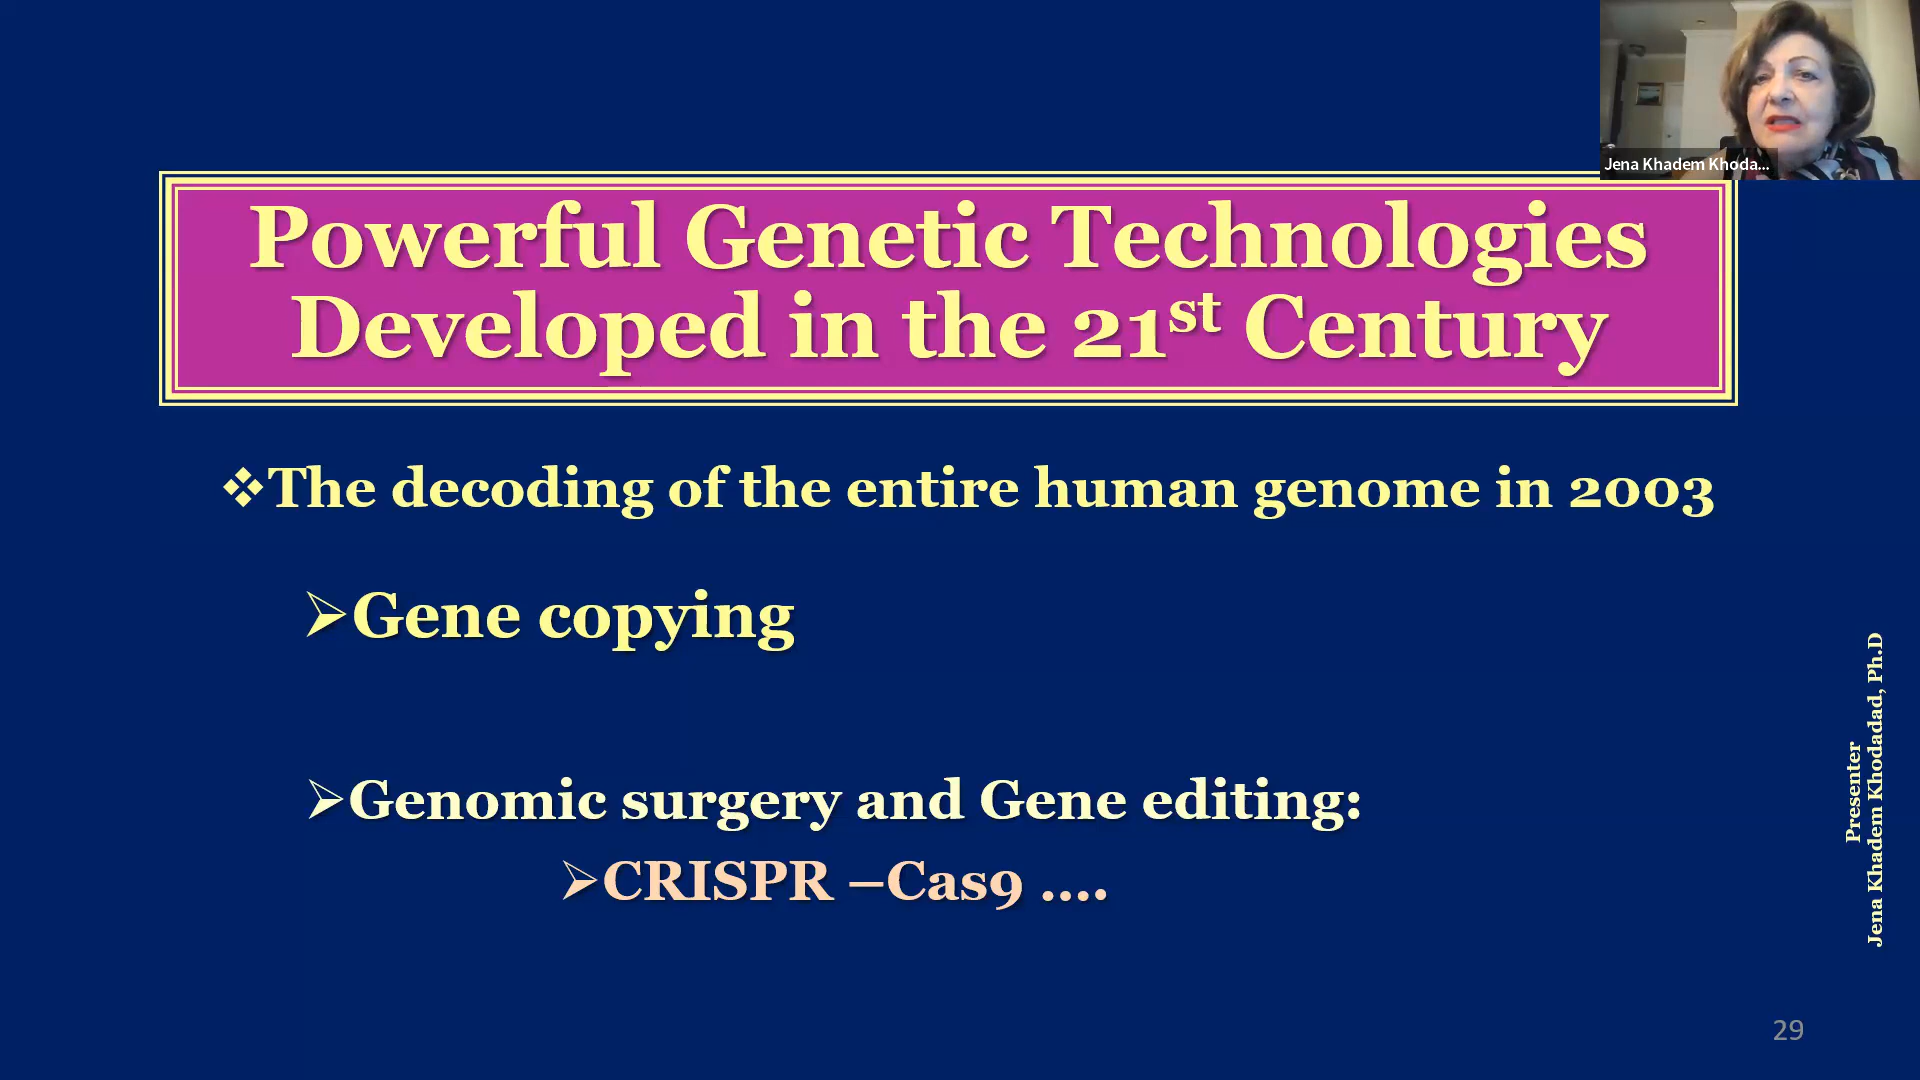 Jena Khadem Khoda...
Powerful Genetic Technologies
Developed in the 21st Century
❖The decoding of the entire human genome in 2003
➢Gene copying
➢Genomic surgery and Gene editing:
➢CRISPR –Cas9 ....
Presenter
Jena Khadem Khodadad, Ph.D
29